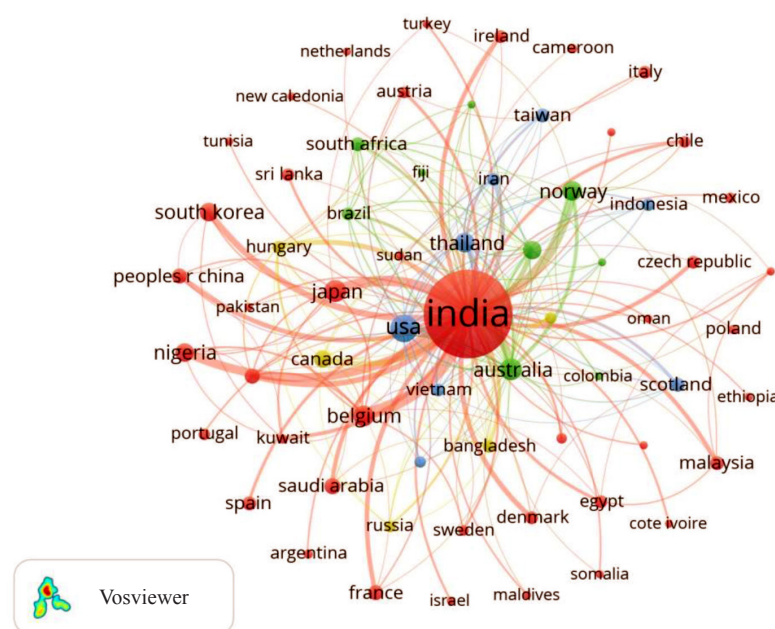 turkey
ireland
cameroon
netherlands
italy
austria
new caledonia
taiwan
tunisia
south africa
chile
sri lanka
fiji
iran
norway
mexico
indonesia
south korea
brazil
hungary
thailand
sudan
czech republic
peoples r china
japan
pakistan
india
oman
usa
poland
nigeria
canada
australia
colombia
scotland
vietnam
ethiopia
belgium
portugal
kuwait
bangladesh
malaysia
saudi arabia
spain
egypt
russia
sweden
denmark
cote ivoire
argentina
somalia
france
israel
maldives
Vosviewer